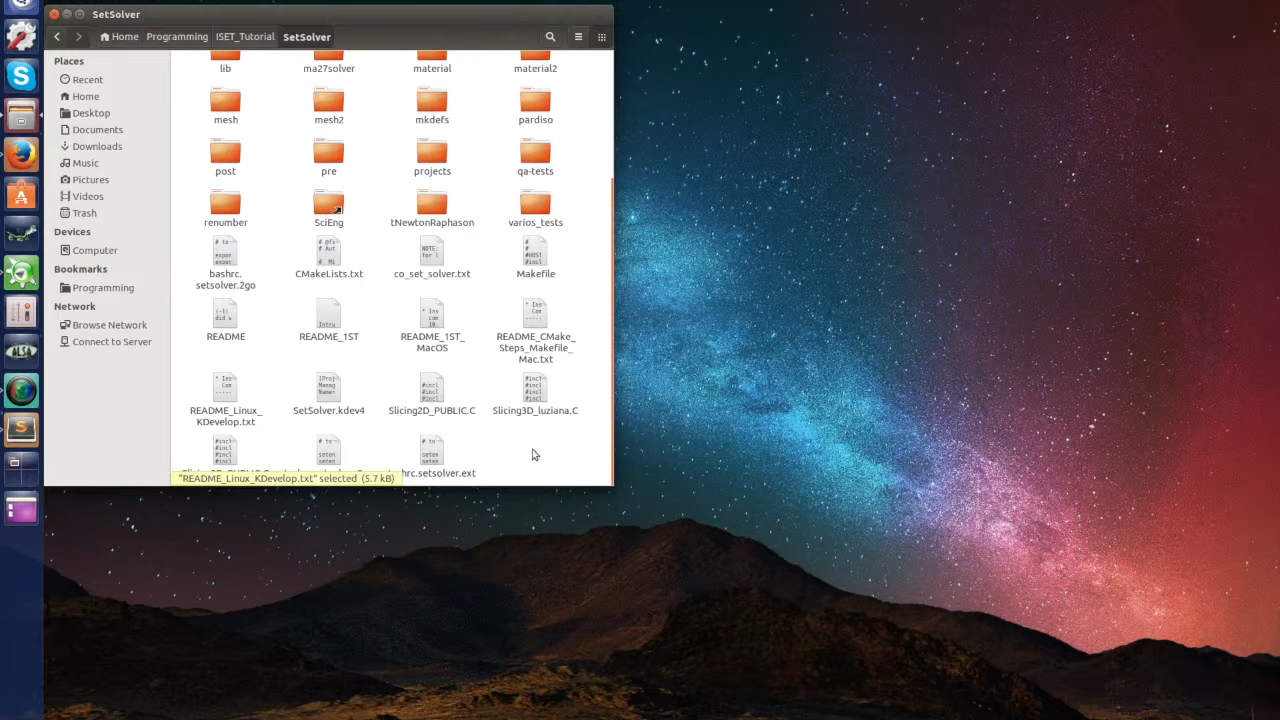 SetSolver
Home Programming ISET_Tutorial SetSolver
Places
Recent
Home
Desktop
Documents
Downloads
Music
Pictures
Videos
Trash
Devices
Computer
Bookmarks
Programming
Network
Browse Network
Connect to Server
lib ma27solver material material2
mesh mesh2 mkdefs pardiso
post pre projects qa-tests
renumber SciEng tNewtonRaphason varios_tests
bashrc. CMakeLists.txt co_set_solver.txt Makefile
setsolver.2go
README README_1ST README_1ST_ README_CMake_
MacOS Steps_Makefile_
Mac.txt
README_Linux_ SetSolver.kdev4 Slicing2D_PUBLIC.C Slicing3D_luziana.C
KDevelop.txt
hrc.setsolver.ext
"README_Linux_KDevelop.txt" selected (5.7 kB)